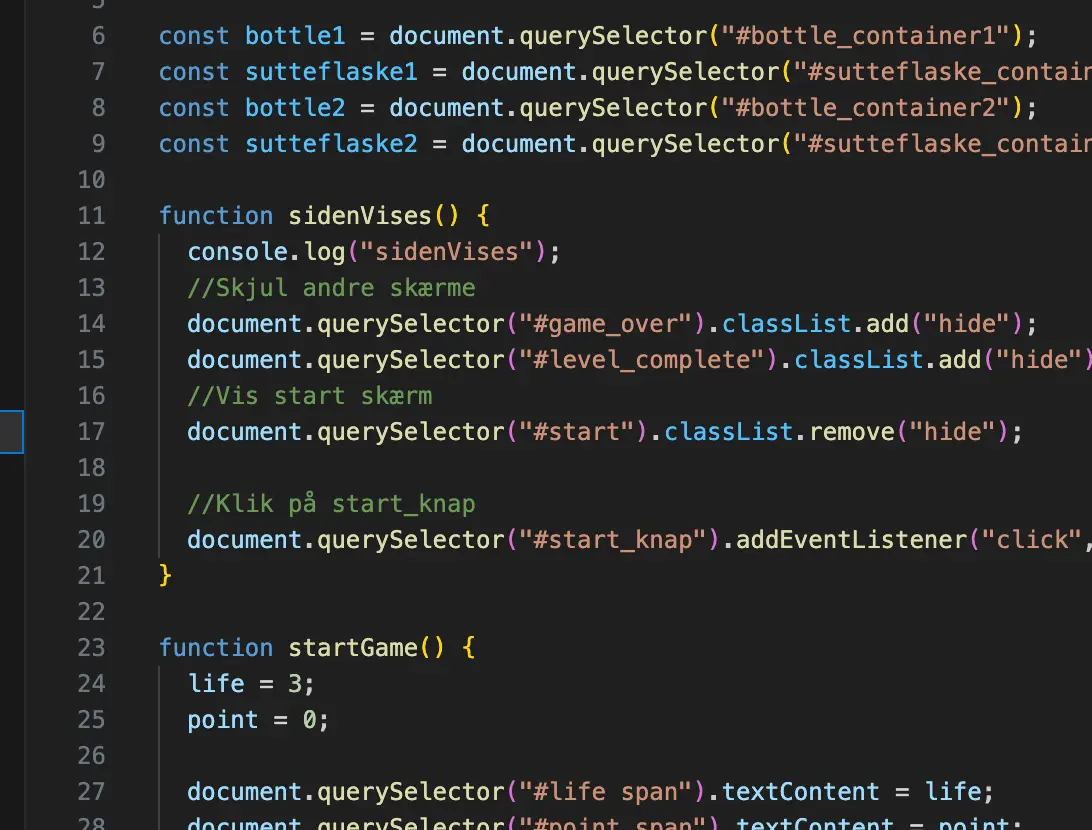 6 const bottle1 = document.querySelector("#bottle_container1");
7 const sutteflaske1 = document.querySelector("#sutteflaske_contain
8 const bottle2 = document.querySelector("#bottle_container2");
9 const sutteflaske2 = document.querySelector("#sutteflaske_contain
10
11 function sidenVises() {
12 console.log("sidenVises");
13 //Skjul andre skærme
14 document.querySelector("#game_over").classList.add("hide");
15 document.querySelector("#level_complete").classList.add("hide")
16 //Vis start skærm
17 document.querySelector("#start").classList.remove("hide");
18
19 //Klik på start_knap
20 document.querySelector("#start_knap").addEventListener("click",
21 }
22
23 function startGame() {
24 life = 3;
25 point = 0;
26
27 document.querySelector("#life span").textContent = life;
28 document.querySelector("#point span").textContent = point;